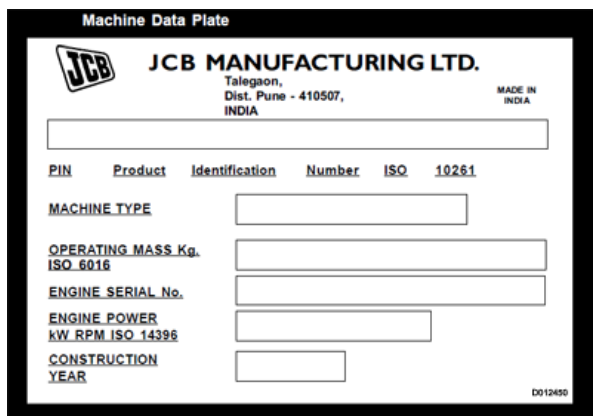 Machine Data Plate
JCB
JCB MANUFACTURING LTD.
Talegaon,
Dist. Pune - 410507,
INDIA
MADE IN
INDIA
PIN Product Identification Number ISO 10261
MACHINE TYPE
OPERATING MASS Kg.
ISO 6016
ENGINE SERIAL No.
ENGINE POWER
kW RPM ISO 14396
CONSTRUCTION
YEAR
D012450